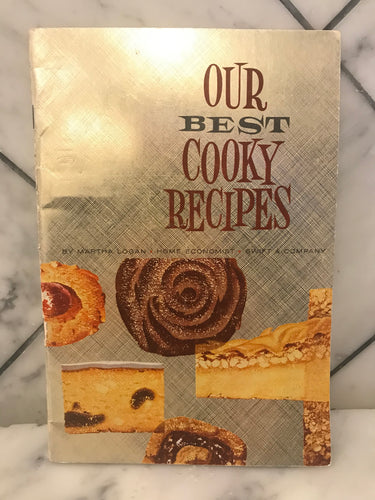 OUR
BEST
COOKY
RECIPES
BY MARTHA LOGAN • HOME ECONOMIST • SWIFT & COMPANY